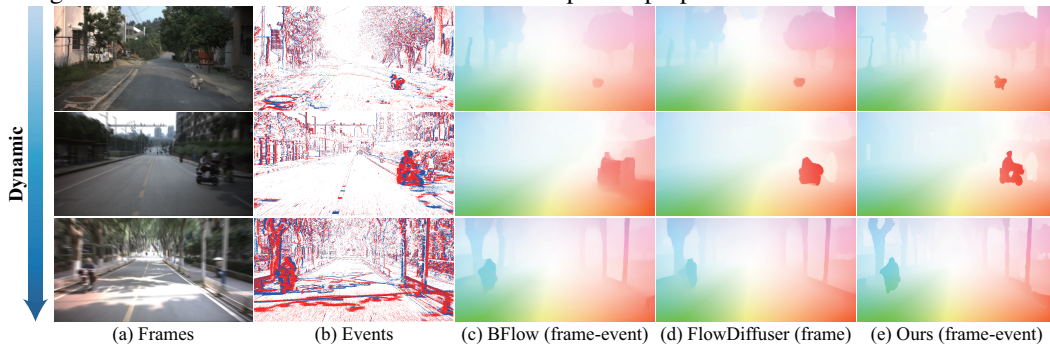 Dynamic
(a) Frames
(b) Events
(c) BFlow (frame-event)
(d) FlowDiffuser (frame)
(e) Ours (frame-event)